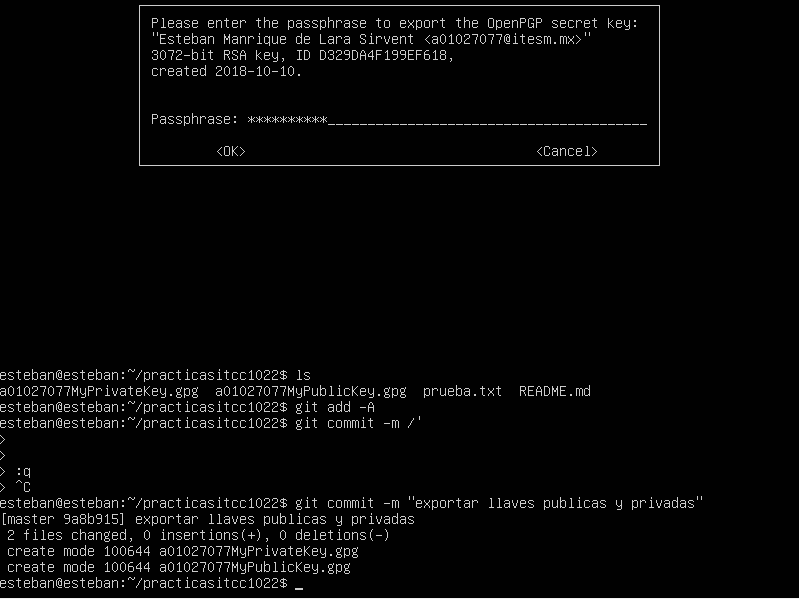 Please enter the passphrase to export the OpenPGP secret key:
"Esteban Manrique de Lara Sirvent <a01027077@itesm.mx>"
3072-bit RSA key, ID D329DA4F199EF618,
created 2018-10-10.
Passphrase: **********________________________________________
<OK> <Cancel>
esteban@esteban:~/practicasitcc1022$ ls
a01027077MyPrivateKey.gpg  a01027077MyPublicKey.gpg  prueba.txt  README.md
esteban@esteban:~/practicasitcc1022$ git add -A
esteban@esteban:~/practicasitcc1022$ git commit -m /'
>
>
> :q
> ^C
esteban@esteban:~/practicasitcc1022$ git commit -m "exportar llaves publicas y privadas"
[master 9a8b915] exportar llaves publicas y privadas
 2 files changed, 0 insertions(+), 0 deletions(-)
 create mode 100644 a01027077MyPrivateKey.gpg
 create mode 100644 a01027077MyPublicKey.gpg
esteban@esteban:~/practicasitcc1022$ _